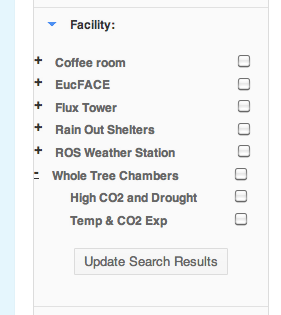 Facility:
+ Coffee room
+ EucFACE
+ Flux Tower
+ Rain Out Shelters
+ ROS Weather Station
- Whole Tree Chambers
High CO2 and Drought
Temp & CO2 Exp
Update Search Results